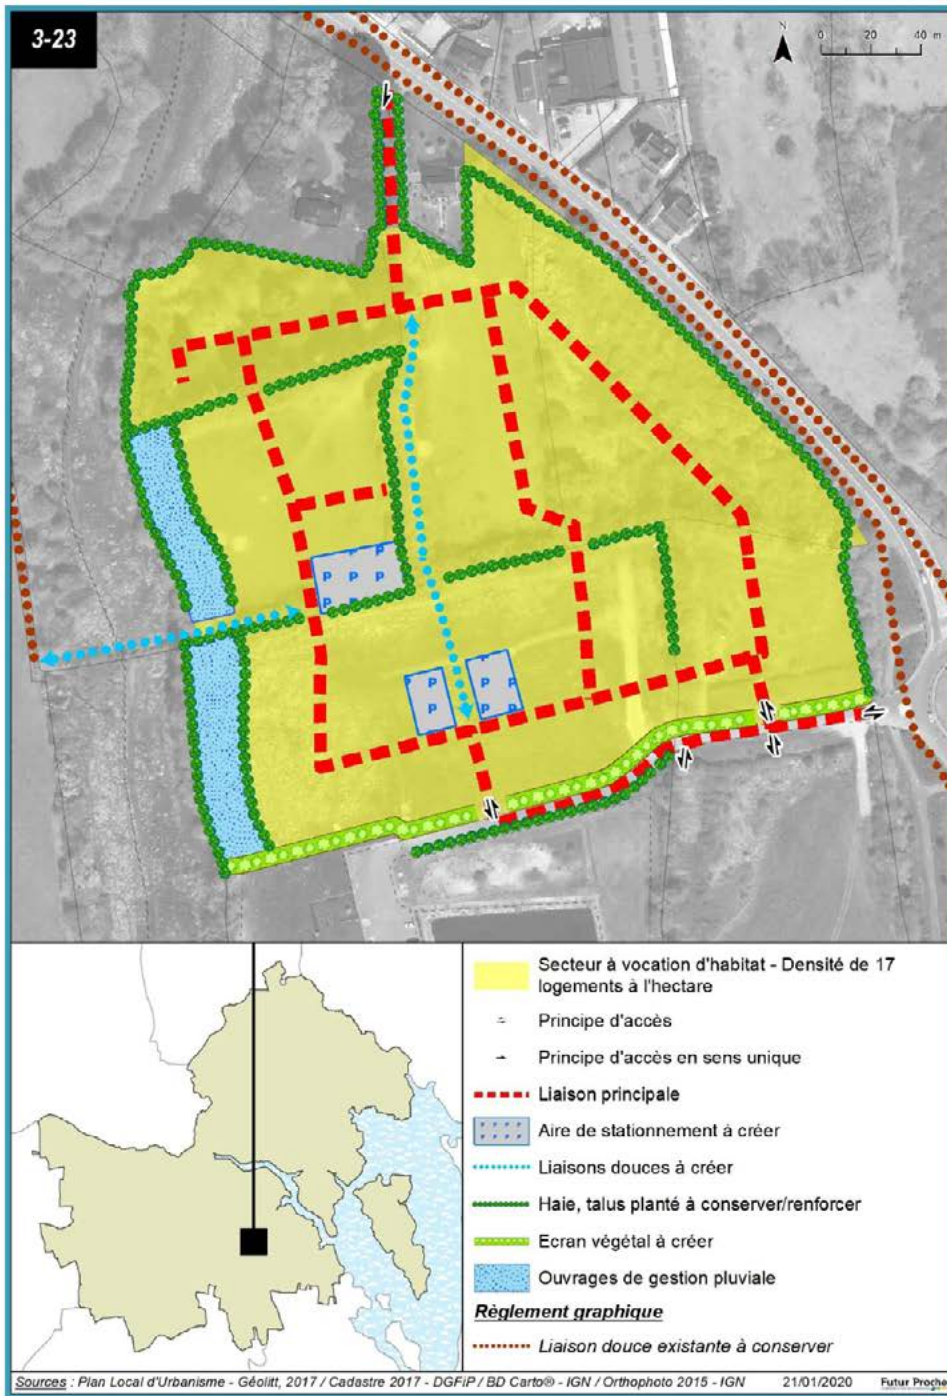 3-23
N
0 20 40 m
P P P
P P P
P P
P P
P P
P
Secteur à vocation d'habitat - Densité de 17
logements à l'hectare
Principe d'accès
Principe d'accès en sens unique
Liaison principale
Aire de stationnement à créer
Liaisons douces à créer
Haie, talus planté à conserver/renforcer
Ecran végétal à créer
Ouvrages de gestion pluviale
Règlement graphique
Liaison douce existante à conserver
Sources : Plan Local d'Urbanisme - Géolitt, 2017 / Cadastre 2017 - DGFiP / BD Carto® - IGN / Orthophoto 2015 - IGN 21/01/2020 Futur Proche